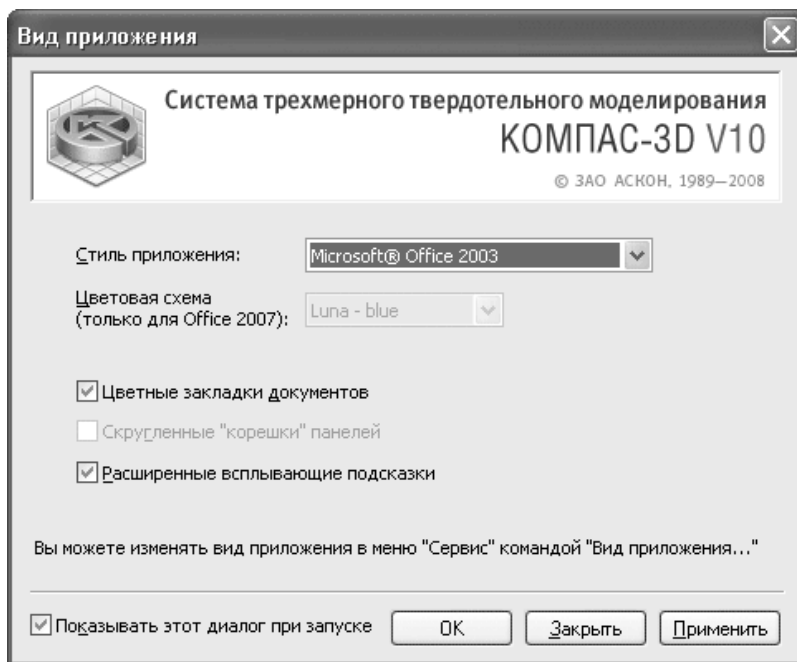 Вид приложения
Система трехмерного твердотельного моделирования
КОМПАС-3D V10
© ЗАО АСКОН, 1989—2008
Стиль приложения: Microsoft® Office 2003
Цветовая схема
(только для Office 2007): Luna - blue
Цветные закладки документов
Скругленные "корешки" панелей
Расширенные всплывающие подсказки
Вы можете изменять вид приложения в меню "Сервис" командой "Вид приложения..."
Показывать этот диалог при запуске OK Закрыть Применить